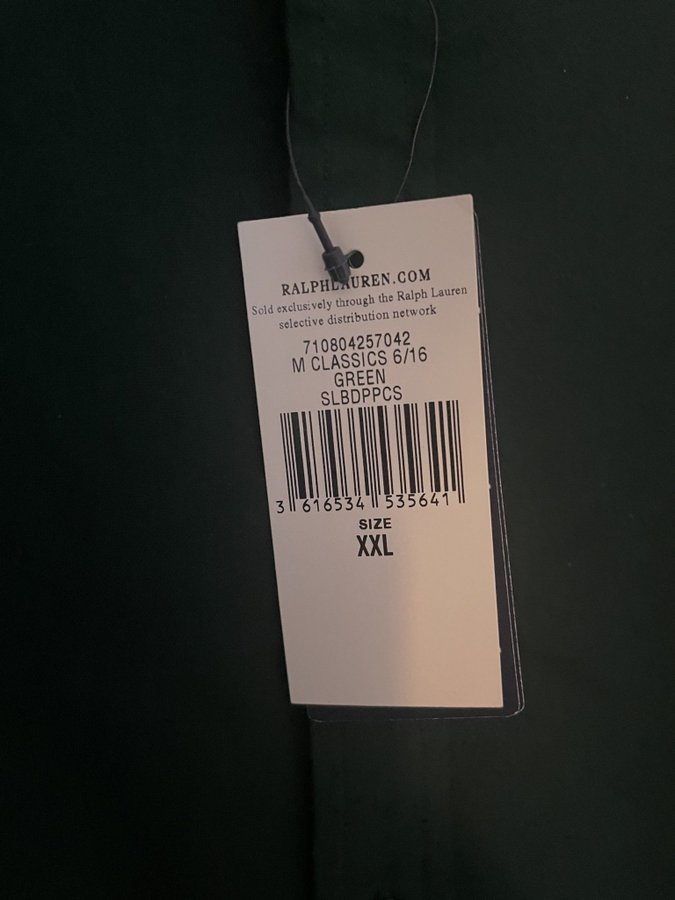 RALPHLAUREN.COM
Sold exclusively through the Ralph Lauren
selective distribution network
710804257042
M CLASSICS 6/16
GREEN
SLBDPPCS
3 616534 535641
SIZE
XXL